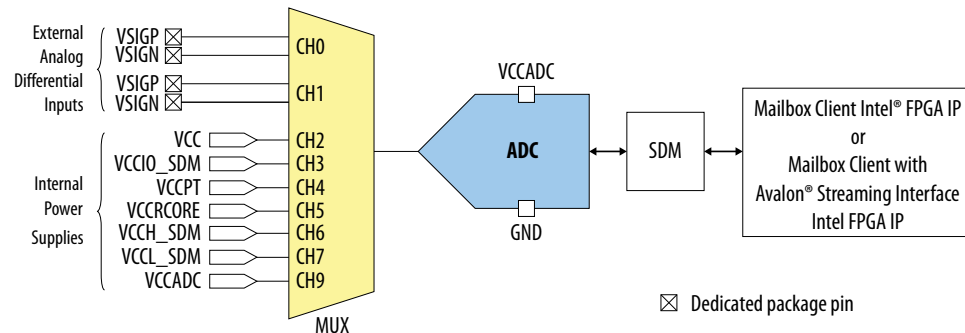 External
Analog
Differential
Inputs
VSIGP
VSIGN
VSIGP
VSIGN
CH0
CH1
Internal
Power
Supplies
VCC
VCCIO_SDM
VCCPT
VCCRCORE
VCCH_SDM
VCCL_SDM
VCCADC
CH2
CH3
CH4
CH5
CH6
CH7
CH9
MUX
VCCADC
ADC
GND
SDM
Mailbox Client Intel® FPGA IP
or
Mailbox Client with
Avalon® Streaming Interface
Intel FPGA IP
Dedicated package pin